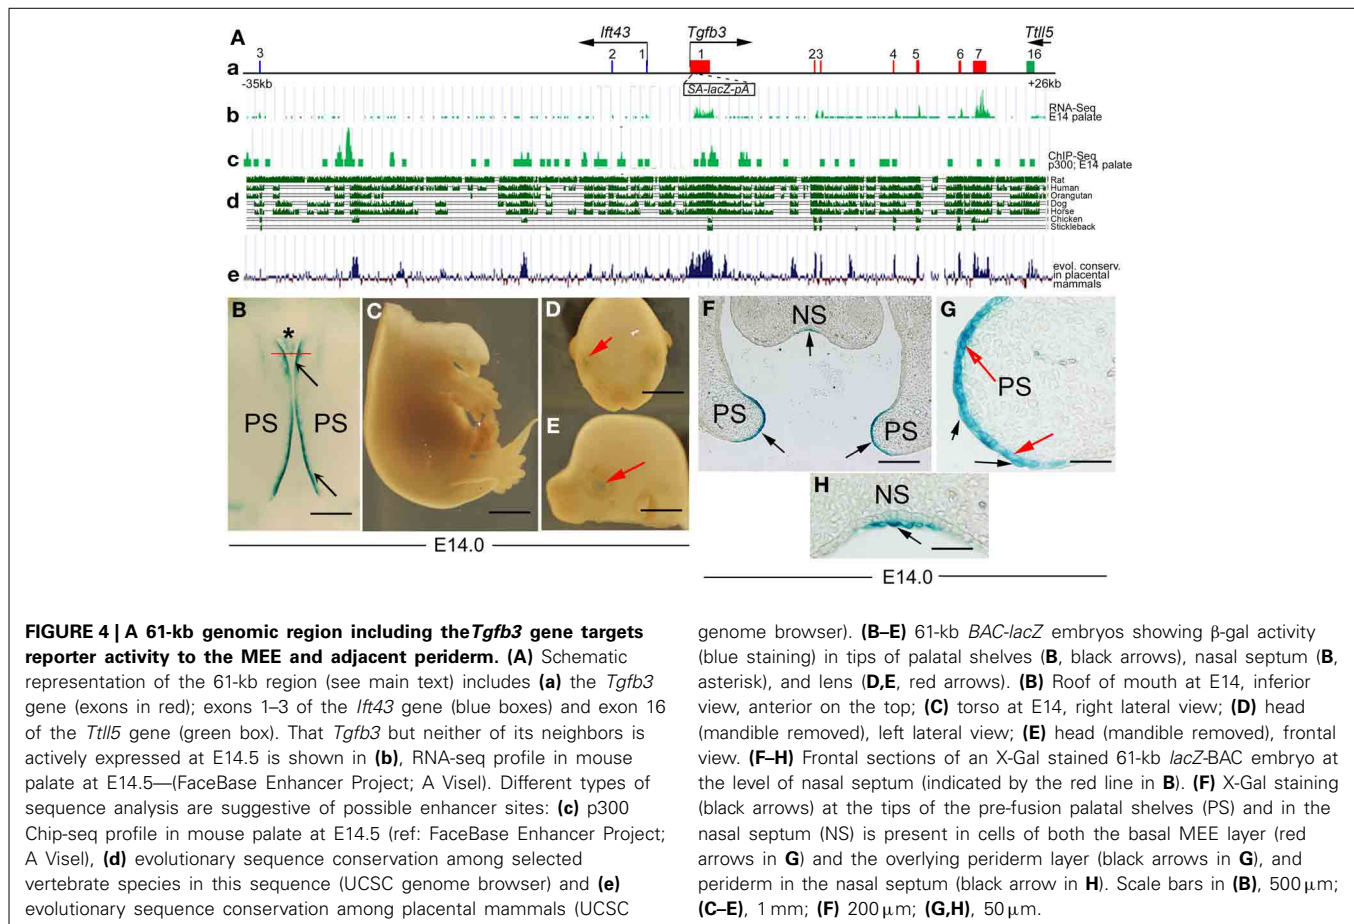 A
Ift43
Tgfb3
Ttll5
3
2
1
1
23
4
5
6
7
16
a
-35kb
+26kb
SA-lacZ-pA
b
RNA-Seq
E14 palate
c
ChIP-Seq
p300; E14 palate
d
Rat
Human
Orangutan
Dog
Horse
Chicken
Stickleback
e
evol. conserv.
in placental
mammals
B
*
PS
PS
C
D
E
E14.0
F
NS
PS
PS
G
PS
H
NS
E14.0
FIGURE 4 | A 61-kb genomic region including theTgfb3 gene targets
reporter activity to the MEE and adjacent periderm. (A) Schematic
representation of the 61-kb region (see main text) includes (a) the Tgfb3
gene (exons in red); exons 1–3 of the Ift43 gene (blue boxes) and exon 16
of the Ttll5 gene (green box). That Tgfb3 but neither of its neighbors is
actively expressed at E14.5 is shown in (b), RNA-seq profile in mouse
palate at E14.5—(FaceBase Enhancer Project; A Visel). Different types of
sequence analysis are suggestive of possible enhancer sites: (c) p300
Chip-seq profile in mouse palate at E14.5 (ref: FaceBase Enhancer Project;
A Visel), (d) evolutionary sequence conservation among selected
vertebrate species in this sequence (UCSC genome browser) and (e)
evolutionary sequence conservation among placental mammals (UCSC
genome browser). (B–E) 61-kb BAC-lacZ embryos showing β-gal activity
(blue staining) in tips of palatal shelves (B, black arrows), nasal septum (B,
asterisk), and lens (D,E, red arrows). (B) Roof of mouth at E14, inferior
view, anterior on the top; (C) torso at E14, right lateral view; (D) head
(mandible removed), left lateral view; (E) head (mandible removed), frontal
view. (F–H) Frontal sections of an X-Gal stained 61-kb lacZ-BAC embryo at
the level of nasal septum (indicated by the red line in B). (F) X-Gal staining
(black arrows) at the tips of the pre-fusion palatal shelves (PS) and in the
nasal septum (NS) is present in cells of both the basal MEE layer (red
arrows in G) and the overlying periderm layer (black arrows in G), and
periderm in the nasal septum (black arrow in H). Scale bars in (B), 500 μm;
(C–E), 1 mm; (F) 200 μm; (G,H), 50 μm.